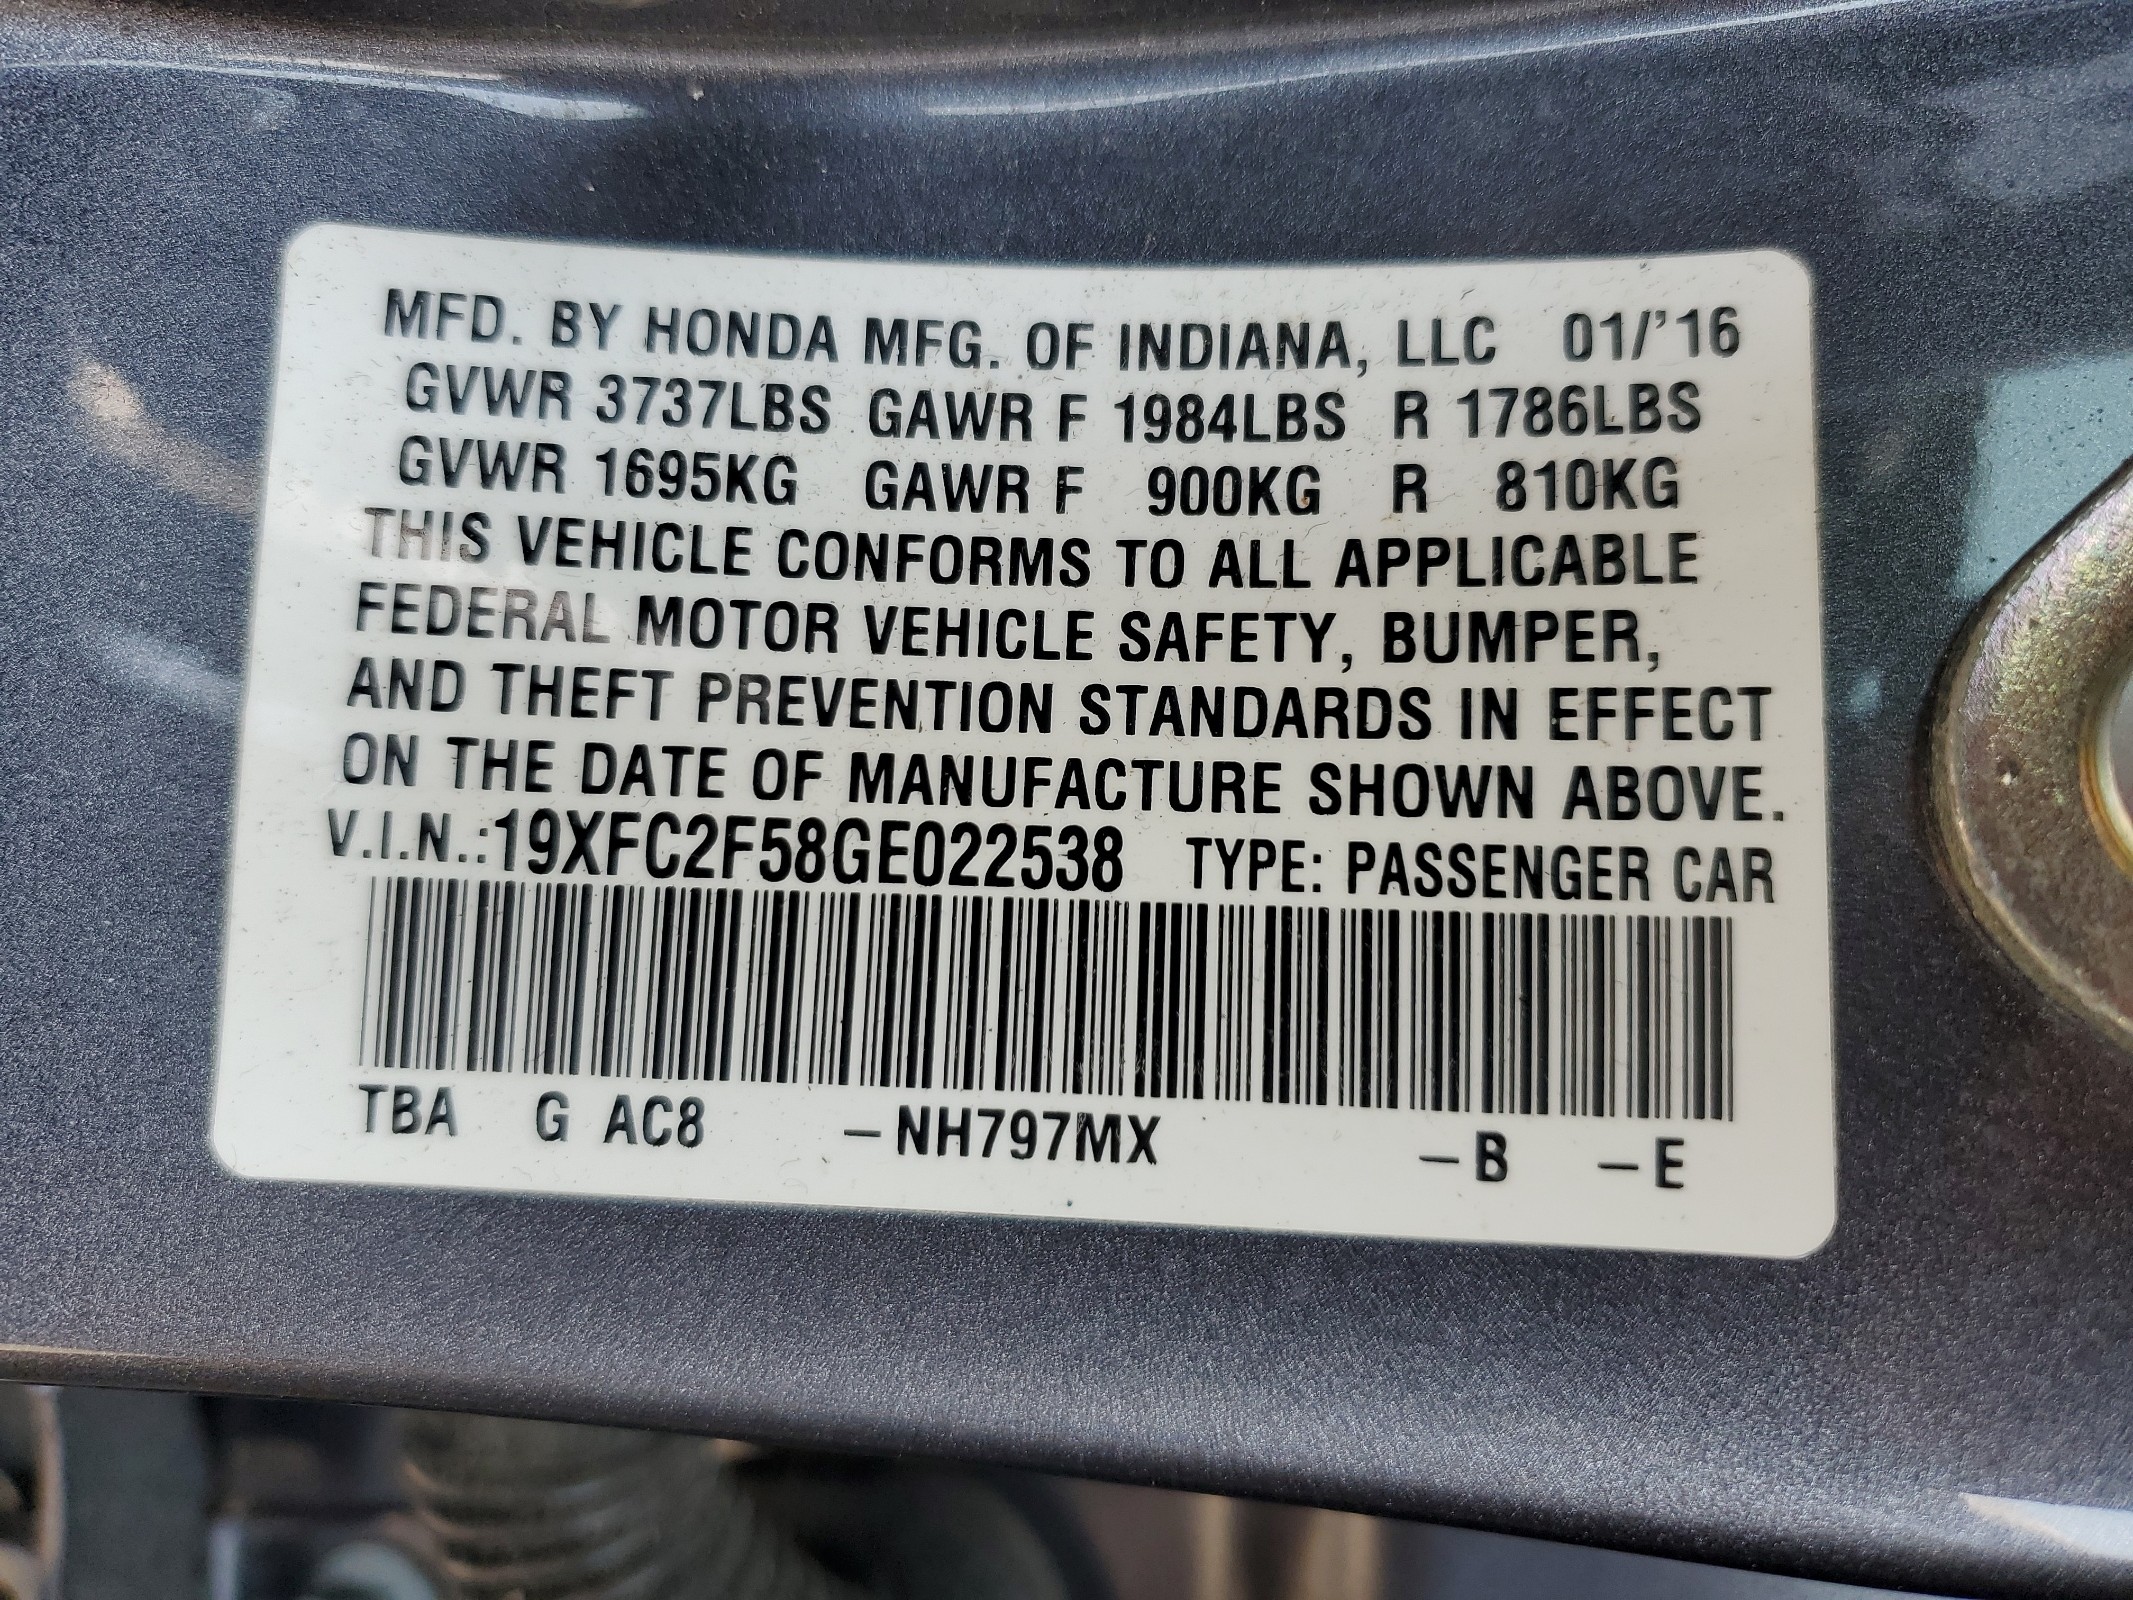 MFD. BY HONDA MFG. OF INDIANA, LLC 01/'16
GVWR 3737LBS GAWR F 1984LBS R 1786LBS
GVWR 1695KG GAWR F 900KG R 810KG
THIS VEHICLE CONFORMS TO ALL APPLICABLE
FEDERAL MOTOR VEHICLE SAFETY, BUMPER,
AND THEFT PREVENTION STANDARDS IN EFFECT
ON THE DATE OF MANUFACTURE SHOWN ABOVE.
V.I.N.:19XFC2F58GE022538 TYPE: PASSENGER CAR
TBA G AC8 –NH797MX –B –E